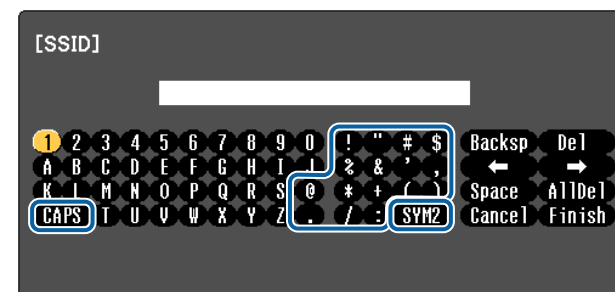 [SSID]
1 2 3 4 5 6 7 8 9 0 ! " # $ Backsp Del
A B C D E F G H I J % & ' , ← →
K L M N O P Q R S @ * + ( ) Space AllDel
CAPS T U V W X Y Z . / : SYM2 Cancel Finish